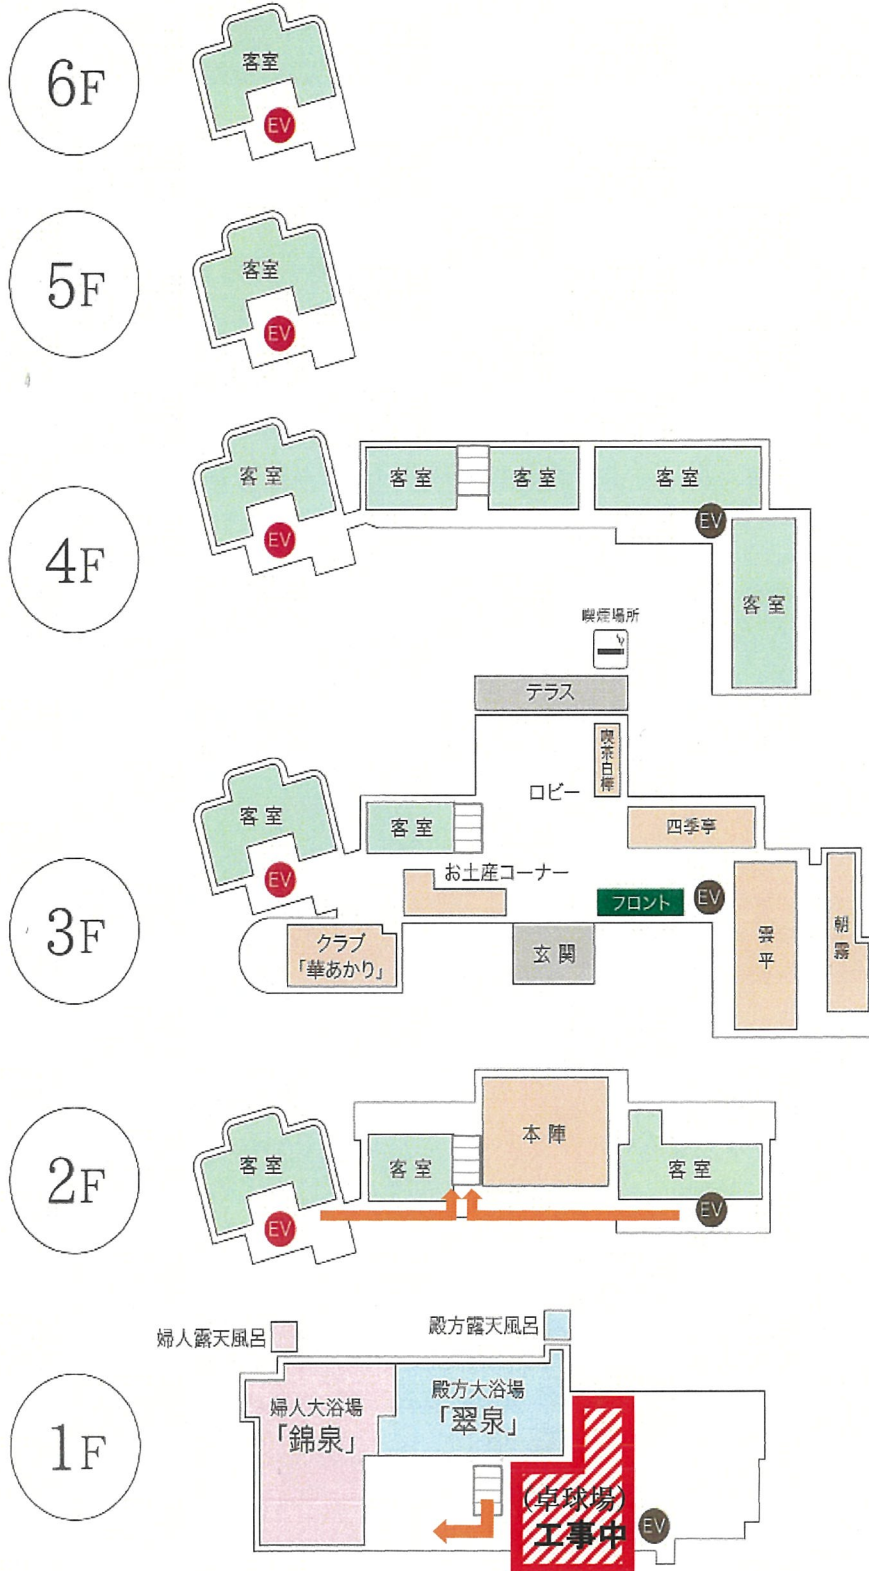 6F
客室
EV
5F
客室
EV
4F
客室
客室
客室
客室
EV
EV
客室
喫煙場所
テラス
喫茶白樺
ロビー
3F
客室
客室
四季亭
EV
お土産コーナー
フロント
EV
クラブ
「華あかり」
玄関
雲平
朝霧
2F
客室
客室
本陣
客室
EV
EV
1F
婦人露天風呂
殿方露天風呂
婦人大浴場
「錦泉」
殿方大浴場
「翠泉」
(卓球場)
工事中
EV